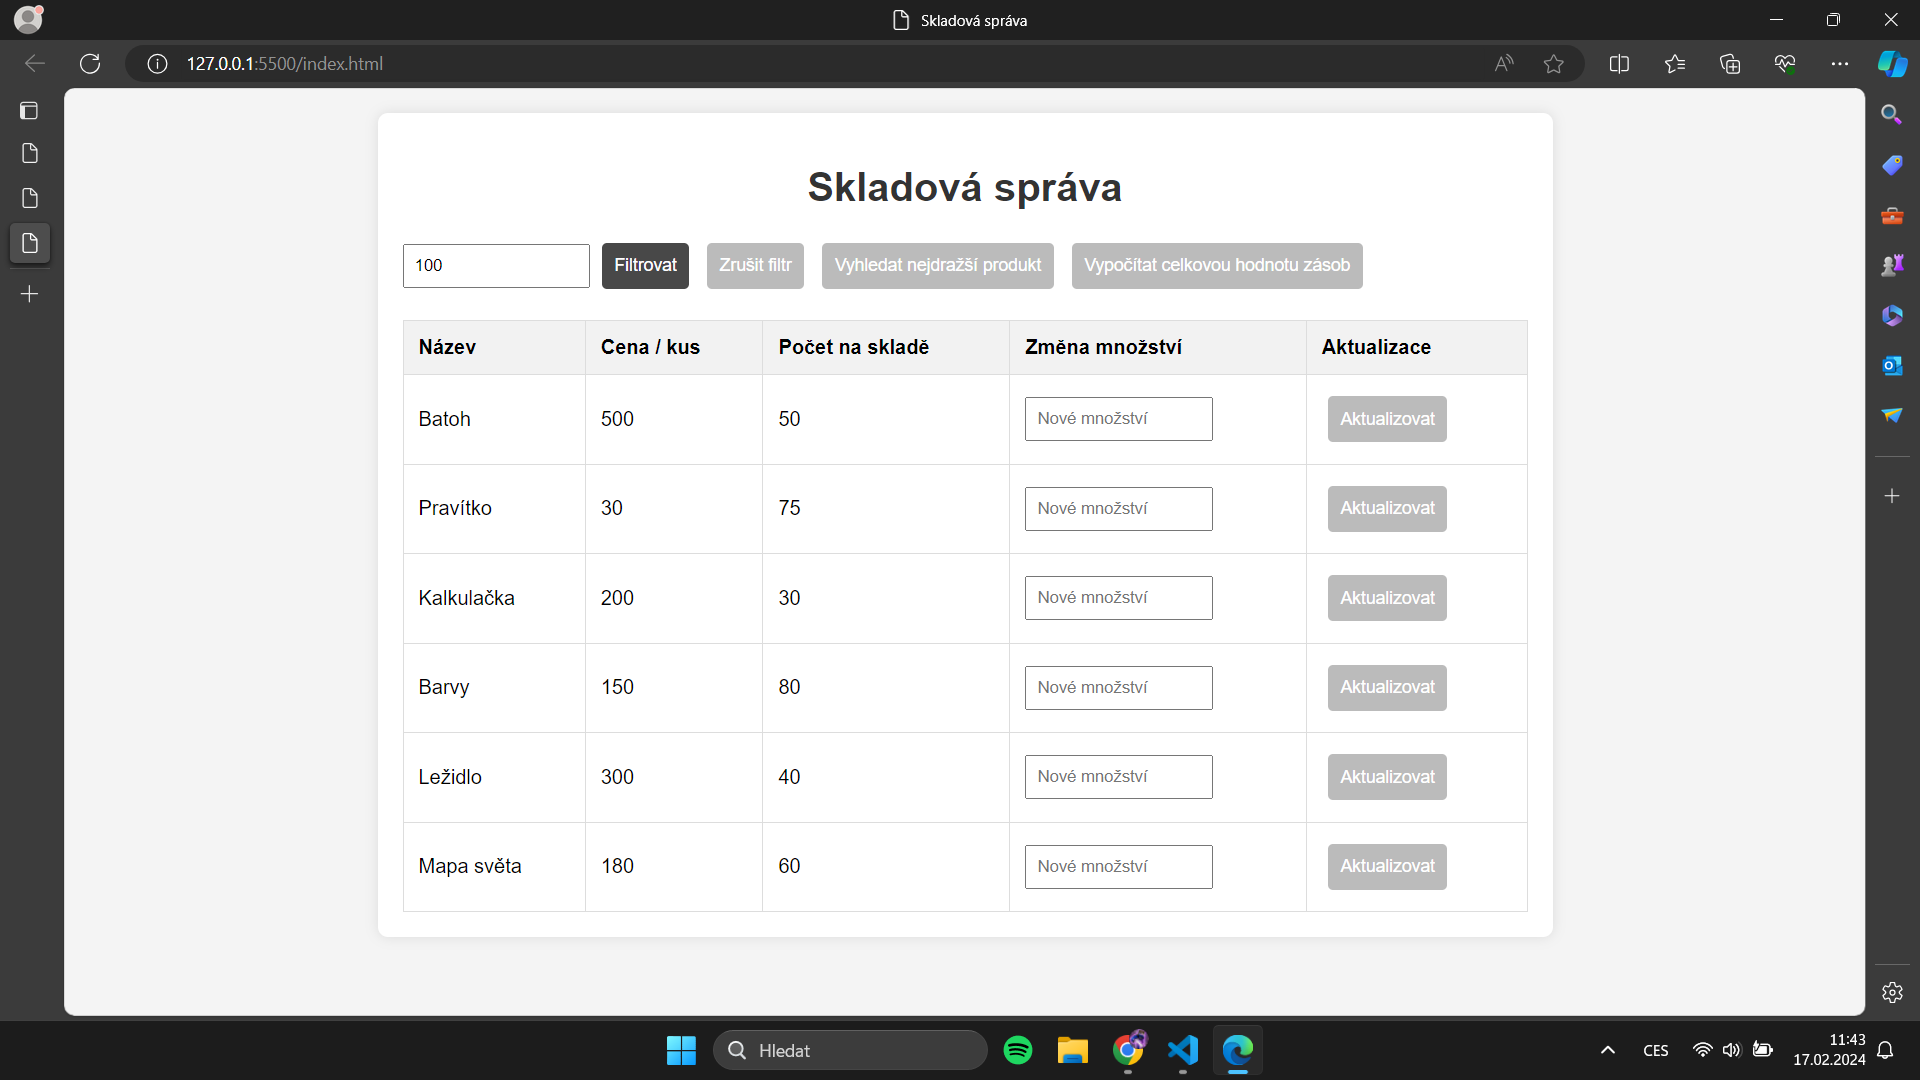 Skladová správa
127.0.0.1:5500/index.html
Skladová správa
100 Filtrovat Zrušit filtr Vyhledat nejdražší produkt Vypočítat celkovou hodnotu zásob
Název Cena / kus Počet na skladě Změna množství Aktualizace
Batoh 500 50 Nové množství Aktualizovat
Pravítko 30 75 Nové množství Aktualizovat
Kalkulačka 200 30 Nové množství Aktualizovat
Barvy 150 80 Nové množství Aktualizovat
Ležidlo 300 40 Nové množství Aktualizovat
Mapa světa 180 60 Nové množství Aktualizovat
Hledat CES 11:43
17.02.2024